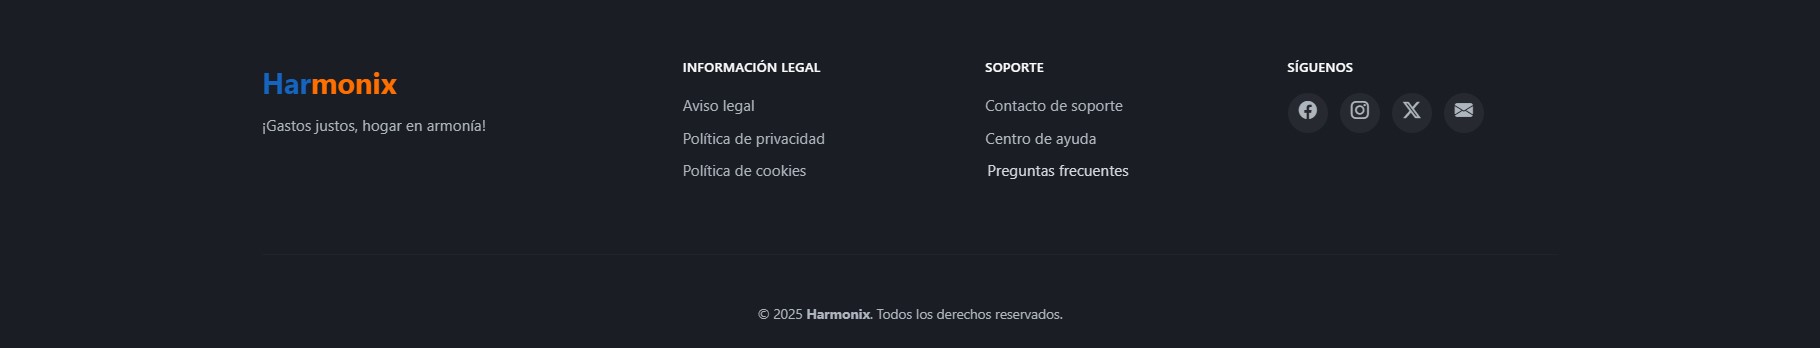 Harmonix
¡Gastos justos, hogar en armonía!
INFORMACIÓN LEGAL
Aviso legal
Política de privacidad
Política de cookies
SOPORTE
Contacto de soporte
Centro de ayuda
Preguntas frecuentes
SÍGUENOS
© 2025 Harmonix. Todos los derechos reservados.